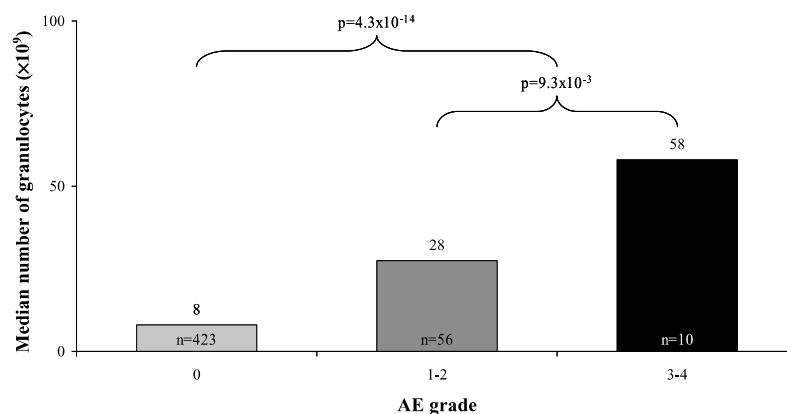 Median number of granulocytes (×10⁹)
100
50
0
p=4.3x10⁻¹⁴
p=9.3x10⁻³
8
28
58
n=423
n=56
n=10
0
1-2
3-4
AE grade